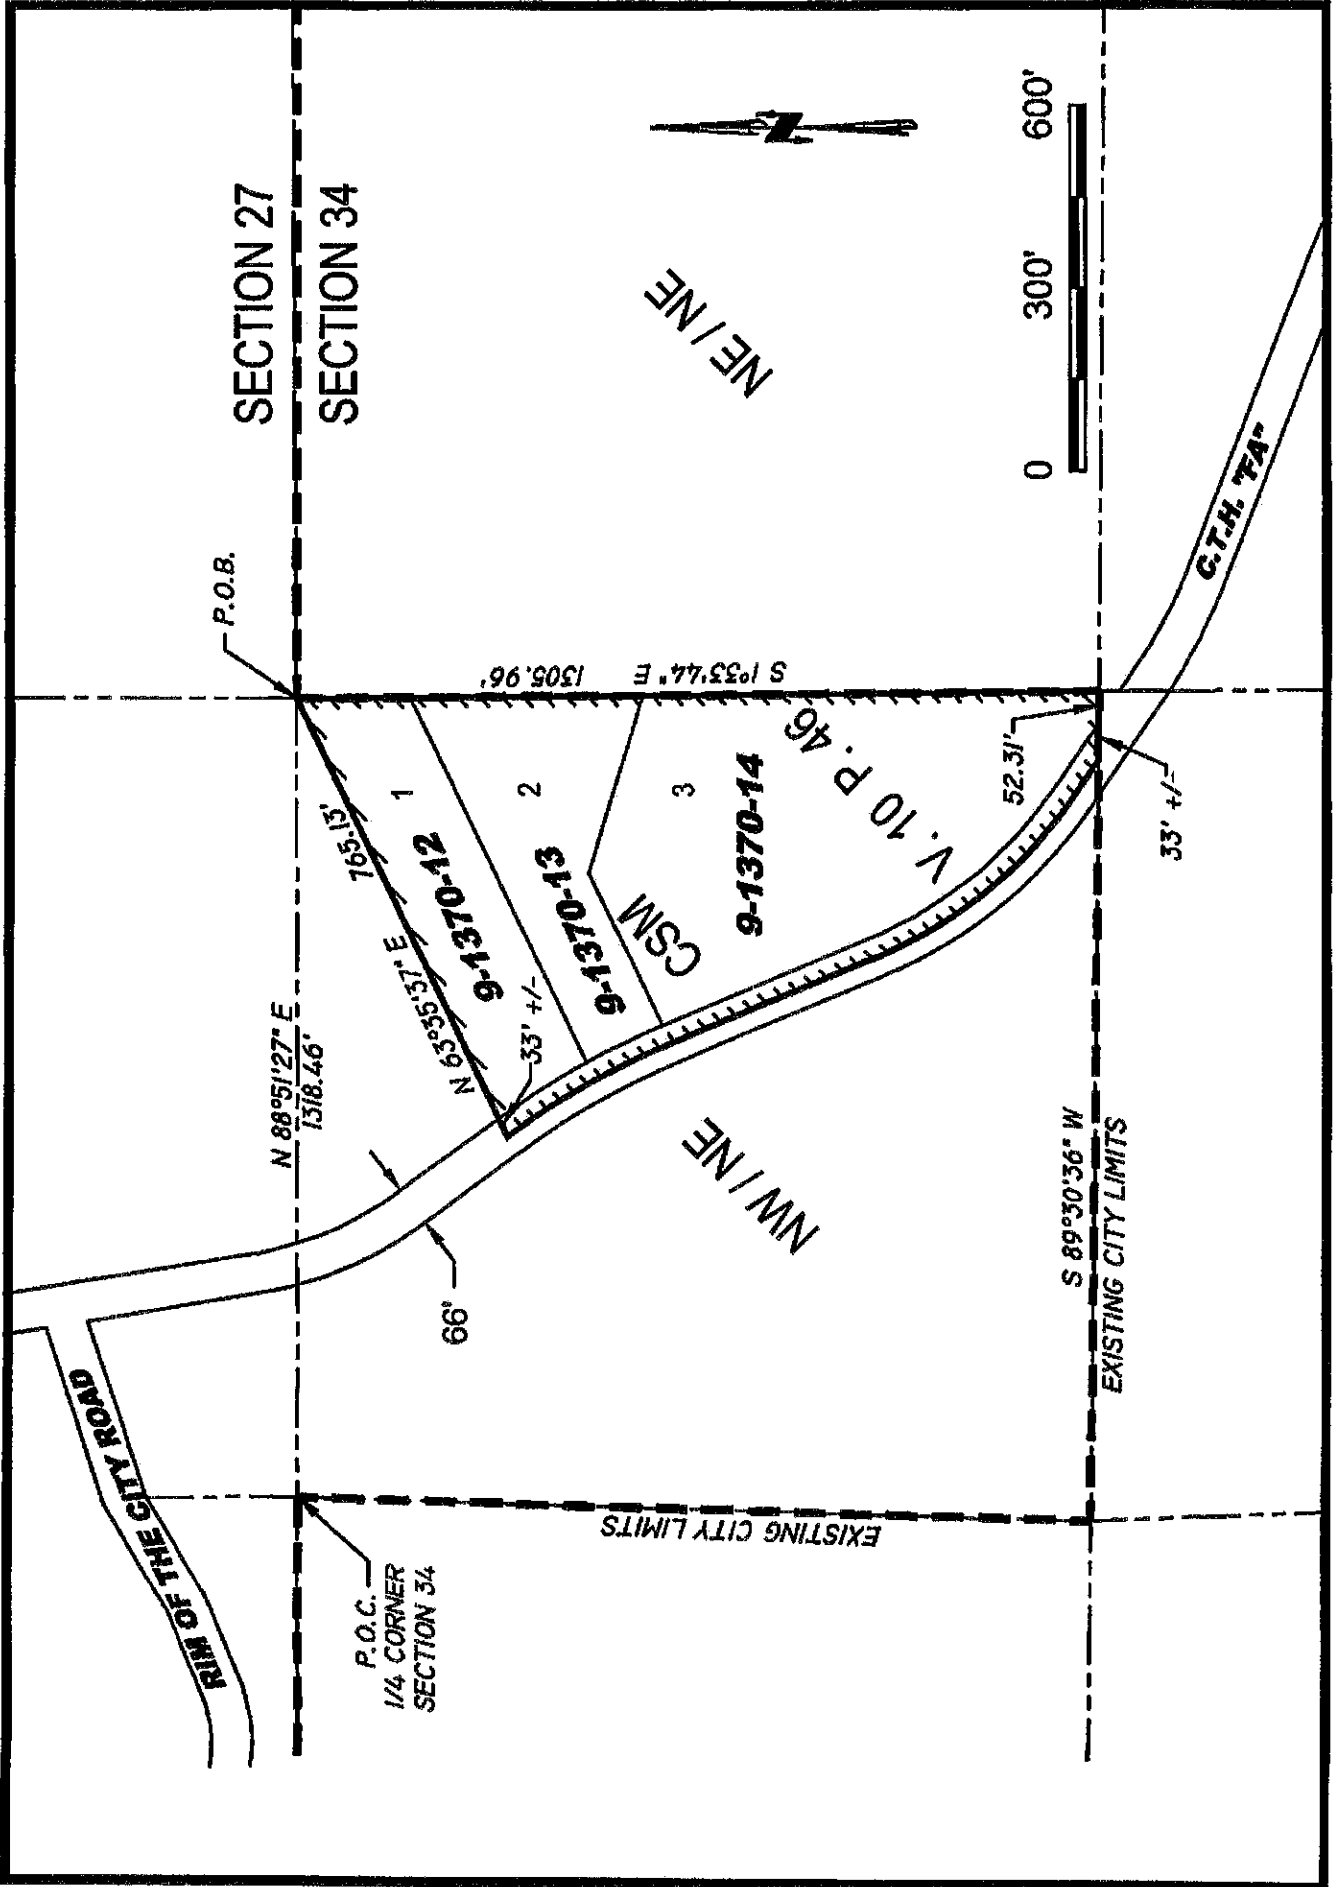 RIM OF THE CITY ROAD
P.O.C.
1/4 CORNER
SECTION 34
66'
N 88°51'27" E
1318.46'
P.O.B.
SECTION 27
SECTION 34
N 63°35'37" E
765.13'
33' +/-
1
9-1370-12
2
9-1370-13
3
9-1370-14
CSM
V. 10 P. 46
S 1°33'44" E 1305.96'
NW / NE
NE / NE
N
EXISTING CITY LIMITS
S 89°30'36" W
EXISTING CITY LIMITS
52.31'
33' +/-
0 300' 600'
C.T.H. "FA"